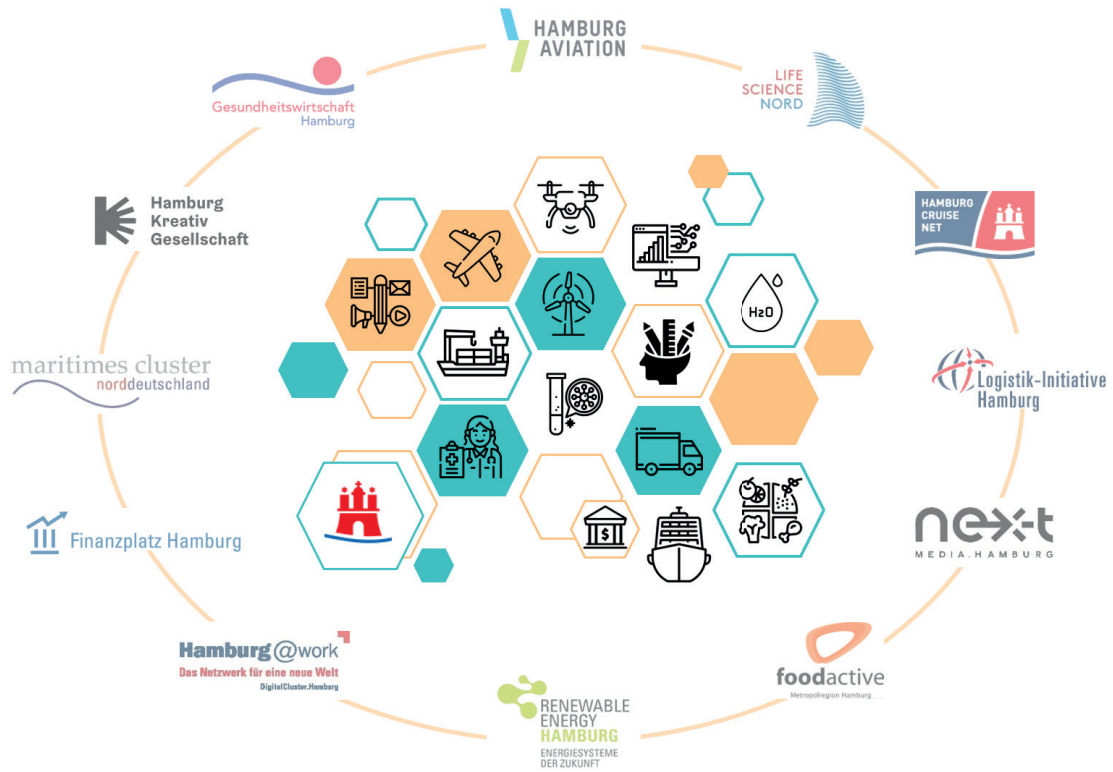 HAMBURG
AVIATION
LIFE
SCIENCE
NORD
HAMBURG
CRUISE
NET
Logistik-Initiative
Hamburg
next
MEDIA.HAMBURG
foodactive
Metropolregion Hamburg
RENEWABLE
ENERGY
HAMBURG
ENERGIESYSTEME
DER ZUKUNFT
Hamburg@work
Das Netzwerk für eine neue Welt
DigitalCluster.Hamburg
Finanzplatz Hamburg
maritimes cluster
norddeutschland
Hamburg
Kreativ
Gesellschaft
Gesundheitswirtschaft
Hamburg
H2O
$